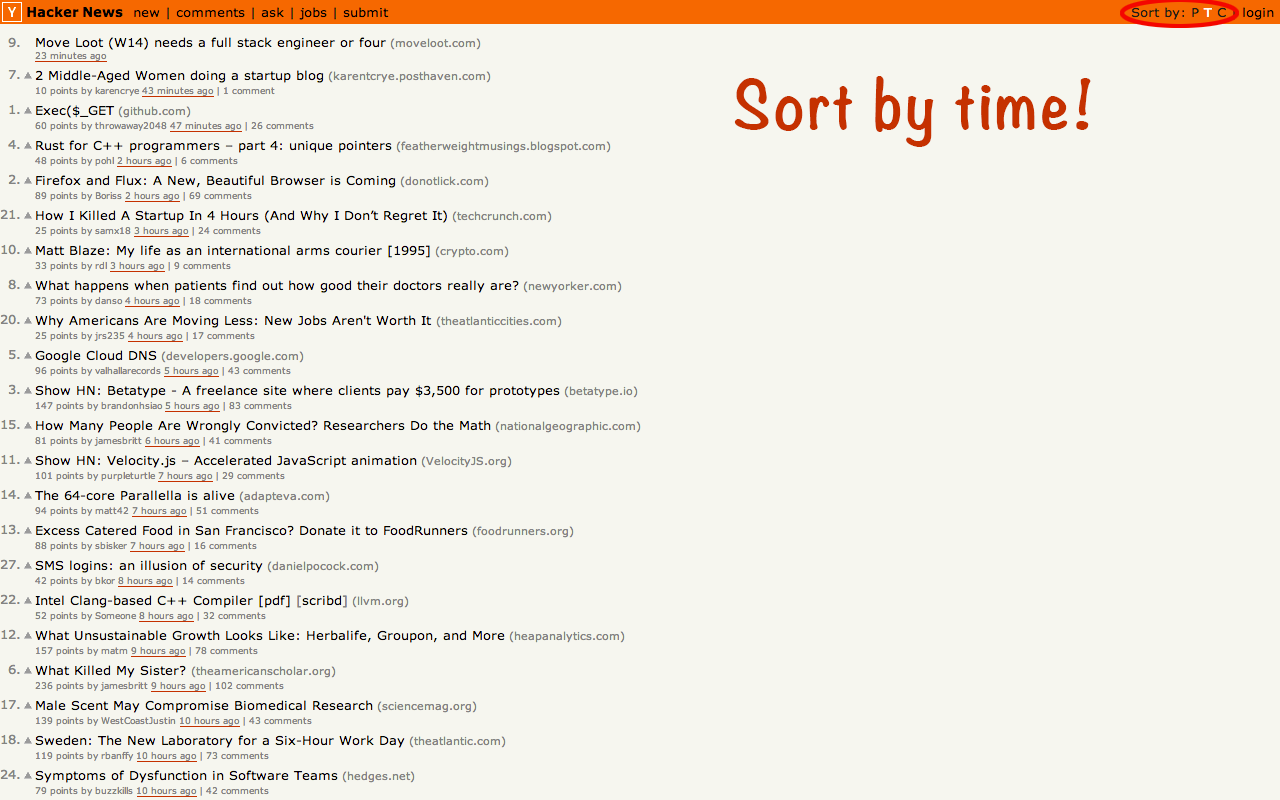 Y Hacker News new | comments | ask | jobs | submit Sort by: P T C login
9. Move Loot (W14) needs a full stack engineer or four (moveloot.com)
23 minutes ago
7. 2 Middle-Aged Women doing a startup blog (karentcrye.posthaven.com)
10 points by karencrye 43 minutes ago | 1 comment
Sort by time!
1. Exec($_GET (github.com)
60 points by throwaway2048 47 minutes ago | 26 comments
4. Rust for C++ programmers – part 4: unique pointers (featherweightmusings.blogspot.com)
48 points by pohl 2 hours ago | 6 comments
2. Firefox and Flux: A New, Beautiful Browser is Coming (donotlick.com)
89 points by Boriss 2 hours ago | 69 comments
21. How I Killed A Startup In 4 Hours (And Why I Don’t Regret It) (techcrunch.com)
25 points by samx18 3 hours ago | 24 comments
10. Matt Blaze: My life as an international arms courier [1995] (crypto.com)
33 points by rdl 3 hours ago | 9 comments
8. What happens when patients find out how good their doctors really are? (newyorker.com)
73 points by danso 4 hours ago | 18 comments
20. Why Americans Are Moving Less: New Jobs Aren't Worth It (theatlanticcities.com)
25 points by jrs235 4 hours ago | 17 comments
5. Google Cloud DNS (developers.google.com)
96 points by valhallarecords 5 hours ago | 43 comments
3. Show HN: Betatype - A freelance site where clients pay $3,500 for prototypes (betatype.io)
147 points by brandonhsiao 5 hours ago | 83 comments
15. How Many People Are Wrongly Convicted? Researchers Do the Math (nationalgeographic.com)
81 points by jamesbritt 6 hours ago | 41 comments
11. Show HN: Velocity.js – Accelerated JavaScript animation (VelocityJS.org)
101 points by purpleturtle 7 hours ago | 29 comments
14. The 64-core Parallella is alive (adapteva.com)
94 points by matt42 7 hours ago | 51 comments
13. Excess Catered Food in San Francisco? Donate it to FoodRunners (foodrunners.org)
88 points by sbisker 7 hours ago | 16 comments
27. SMS logins: an illusion of security (danielpocock.com)
42 points by bkor 8 hours ago | 14 comments
22. Intel Clang-based C++ Compiler [pdf] [scribd] (llvm.org)
52 points by Someone 8 hours ago | 32 comments
12. What Unsustainable Growth Looks Like: Herbalife, Groupon, and More (heapanalytics.com)
157 points by matm 9 hours ago | 78 comments
6. What Killed My Sister? (theamericanscholar.org)
236 points by jamesbritt 9 hours ago | 102 comments
17. Male Scent May Compromise Biomedical Research (sciencemag.org)
139 points by WestCoastJustin 10 hours ago | 43 comments
18. Sweden: The New Laboratory for a Six-Hour Work Day (theatlantic.com)
119 points by rbanffy 10 hours ago | 73 comments
24. Symptoms of Dysfunction in Software Teams (hedges.net)
79 points by buzzkills 10 hours ago | 42 comments